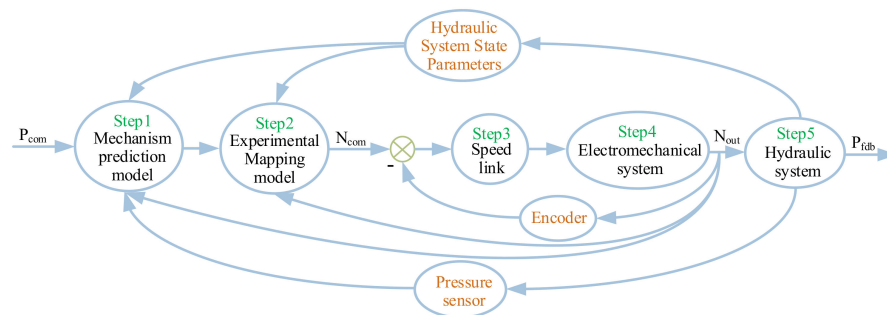 Hydraulic
System State
Parameters
P_com
Step1
Mechanism
prediction
model
Step2
Experimental
Mapping
model
N_com
-
Step3
Speed
link
Step4
Electromechanical
system
N_out
Step5
Hydraulic
system
P_fdb
Encoder
Pressure
sensor